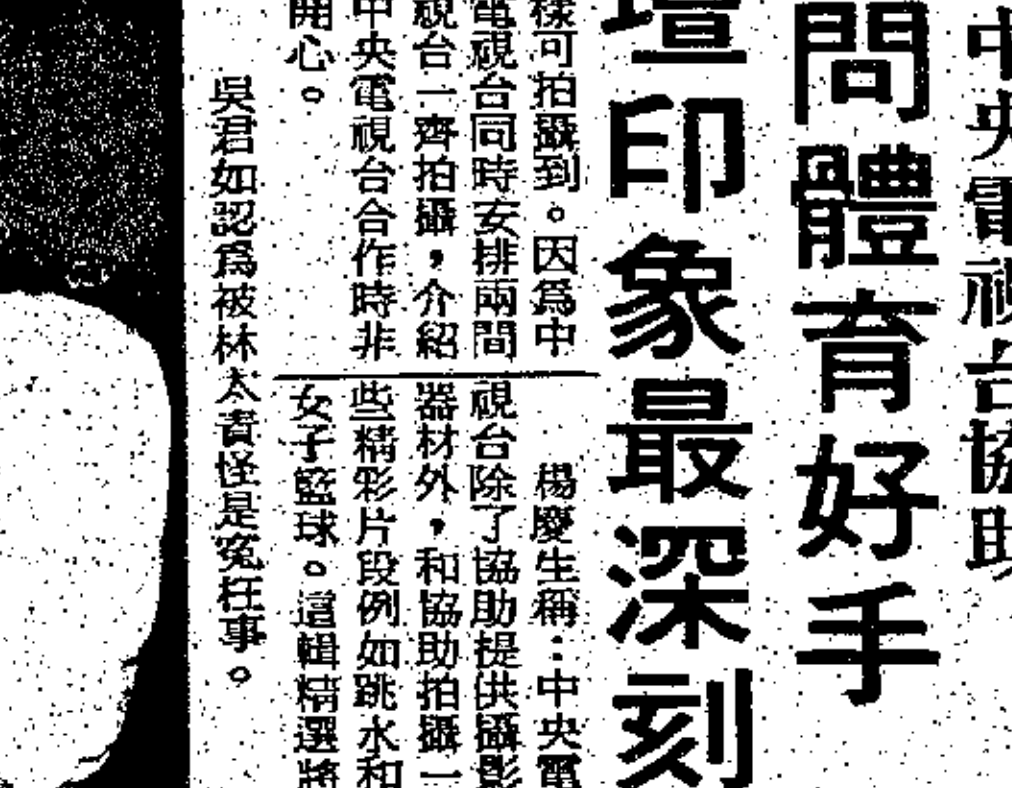 中央電視台協助
問體育好手
壇印象最深刻
樣可拍攝到。因為中
電視台同時安排兩間
視台一齊拍攝，介紹
中央電視台合作時非
開心。
楊慶生稱：中央電
視台除了協助提供攝影
器材外，和協助拍攝一
些精彩片段例如跳水和
女子籃球。這輯精選將
吳君如認為被林太責怪是冤枉事。